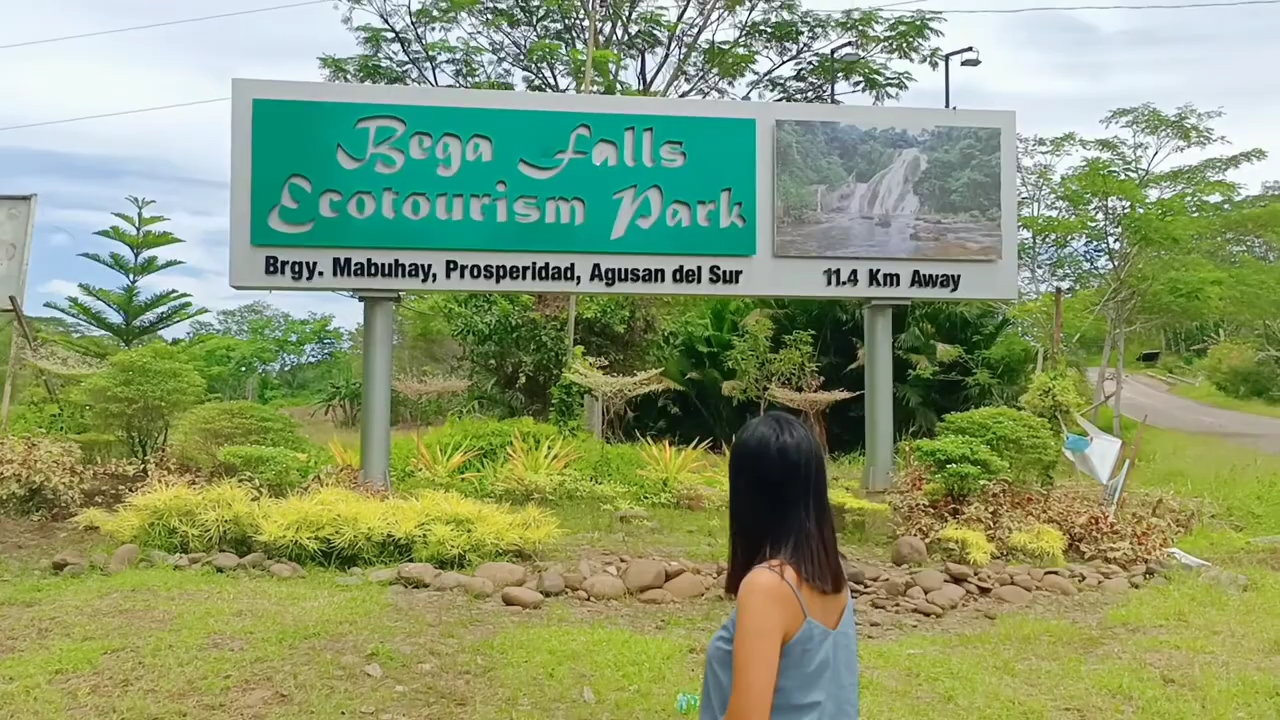 Bega Falls
Ecotourism Park
Brgy. Mabuhay, Prosperidad, Agusan del Sur
11.4 Km Away